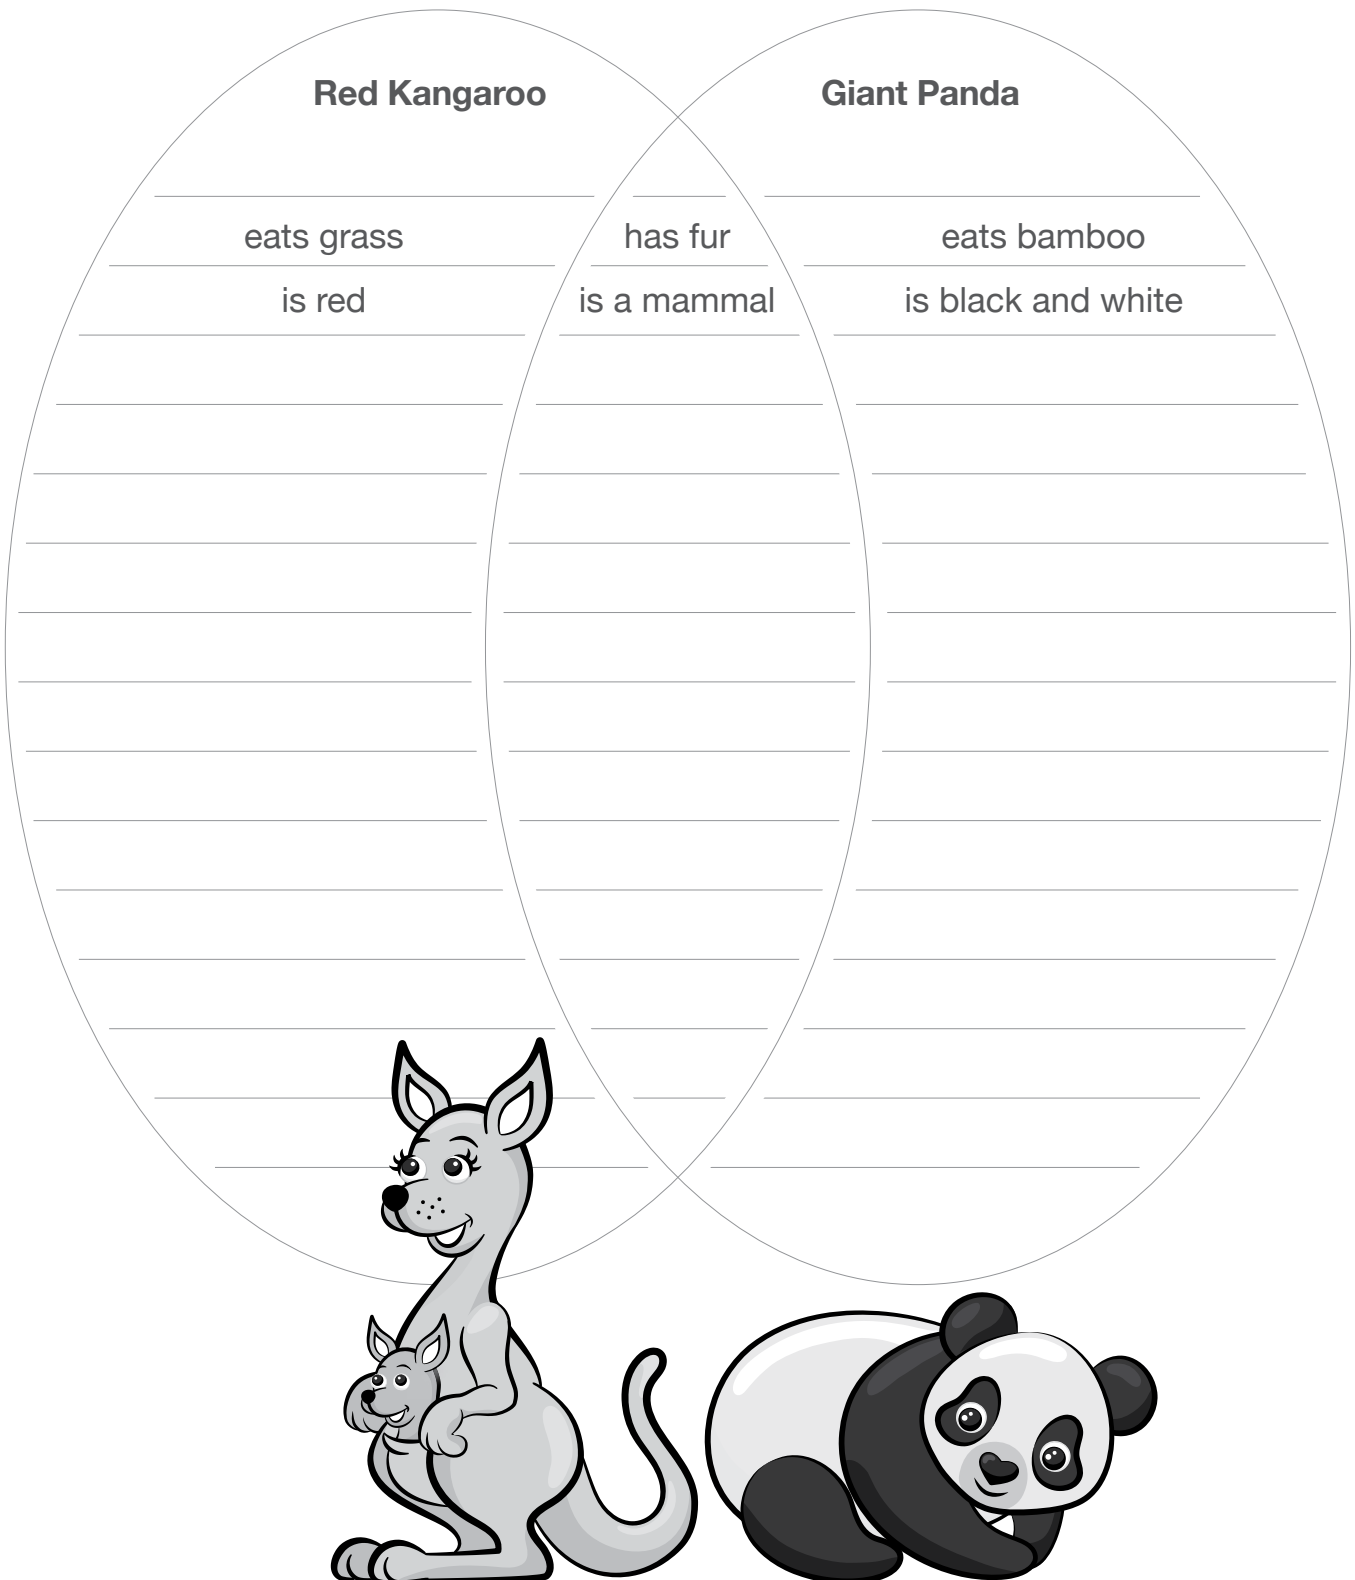 Red Kangaroo
Giant Panda
eats grass
has fur
eats bamboo
is red
is a mammal
is black and white